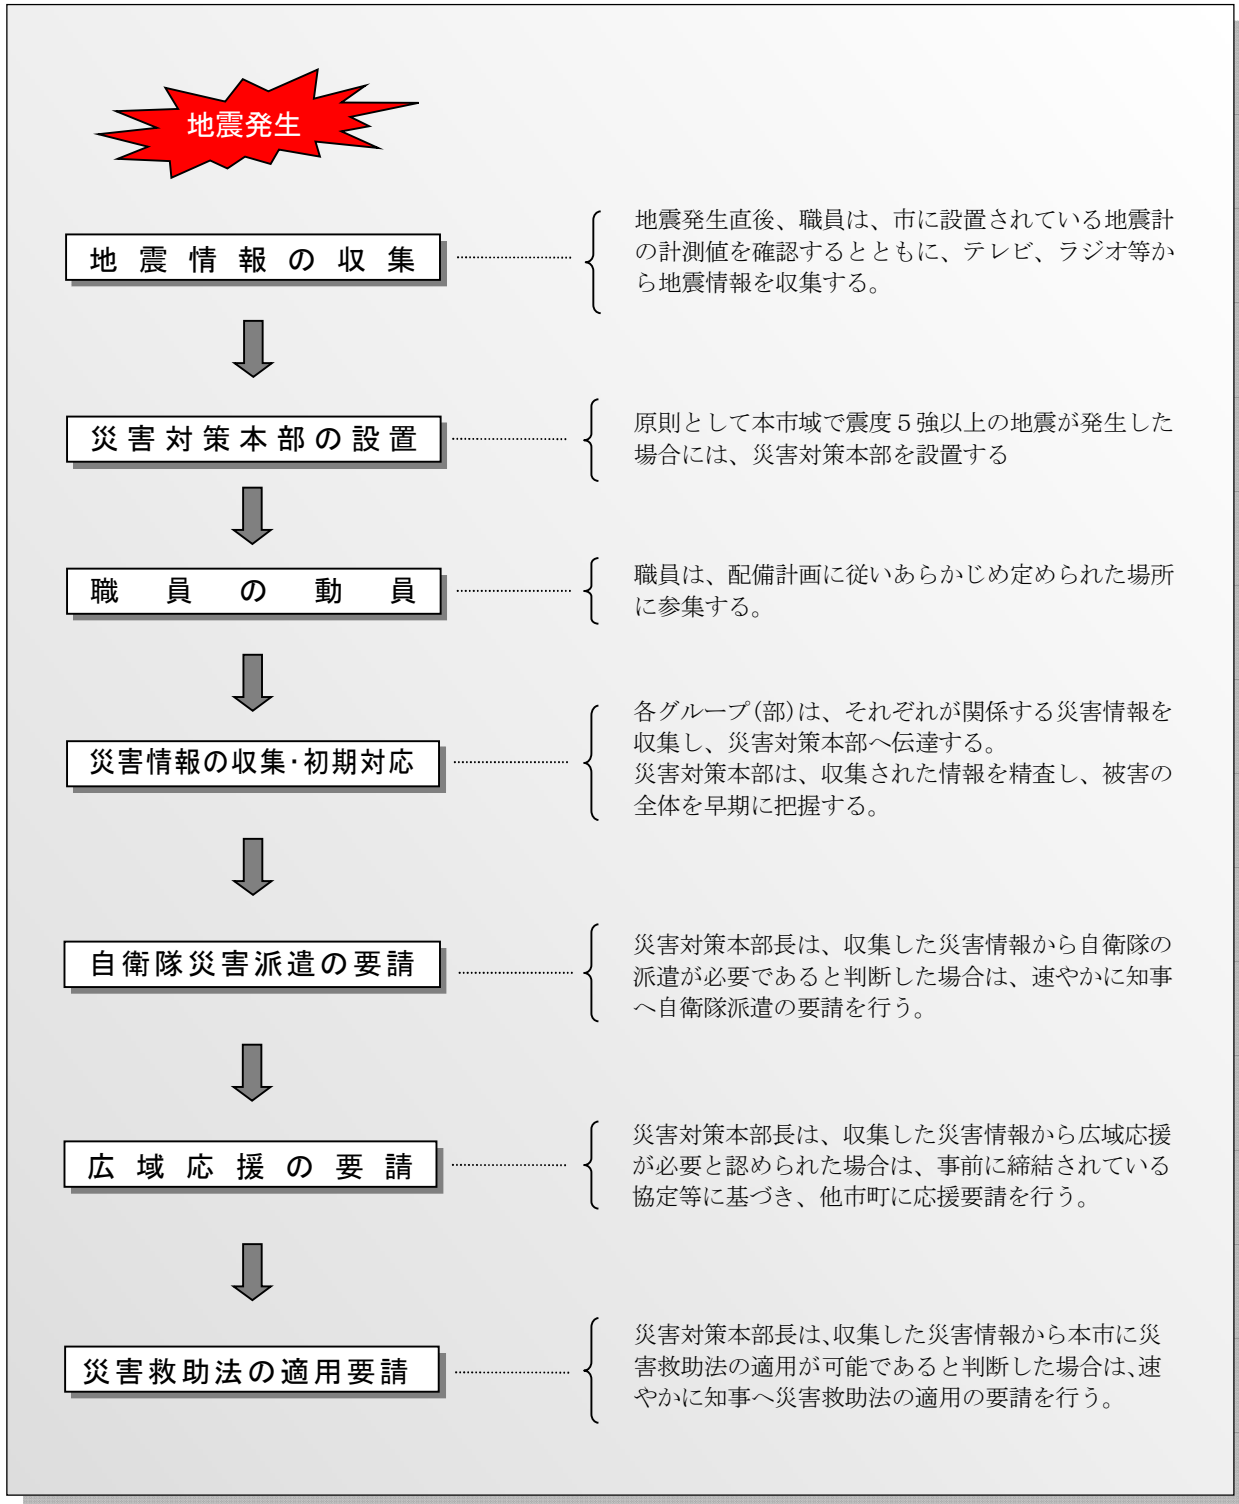 地震発生
地震情報の収集
地震発生直後、職員は、市に設置されている地震計
の計測値を確認するとともに、テレビ、ラジオ等か
ら地震情報を収集する。
災害対策本部の設置
原則として本市域で震度５強以上の地震が発生した
場合には、災害対策本部を設置する
職員の動員
職員は、配備計画に従いあらかじめ定められた場所
に参集する。
災害情報の収集・初期対応
各グループ(部)は、それぞれが関係する災害情報を
収集し、災害対策本部へ伝達する。
災害対策本部は、収集された情報を精査し、被害の
全体を早期に把握する。
自衛隊災害派遣の要請
災害対策本部長は、収集した災害情報から自衛隊の
派遣が必要であると判断した場合は、速やかに知事
へ自衛隊派遣の要請を行う。
広域応援の要請
災害対策本部長は、収集した災害情報から広域応援
が必要と認められた場合は、事前に締結されている
協定等に基づき、他市町に応援要請を行う。
災害救助法の適用要請
災害対策本部長は、収集した災害情報から本市に災
害救助法の適用が可能であると判断した場合は、速
やかに知事へ災害救助法の適用の要請を行う。